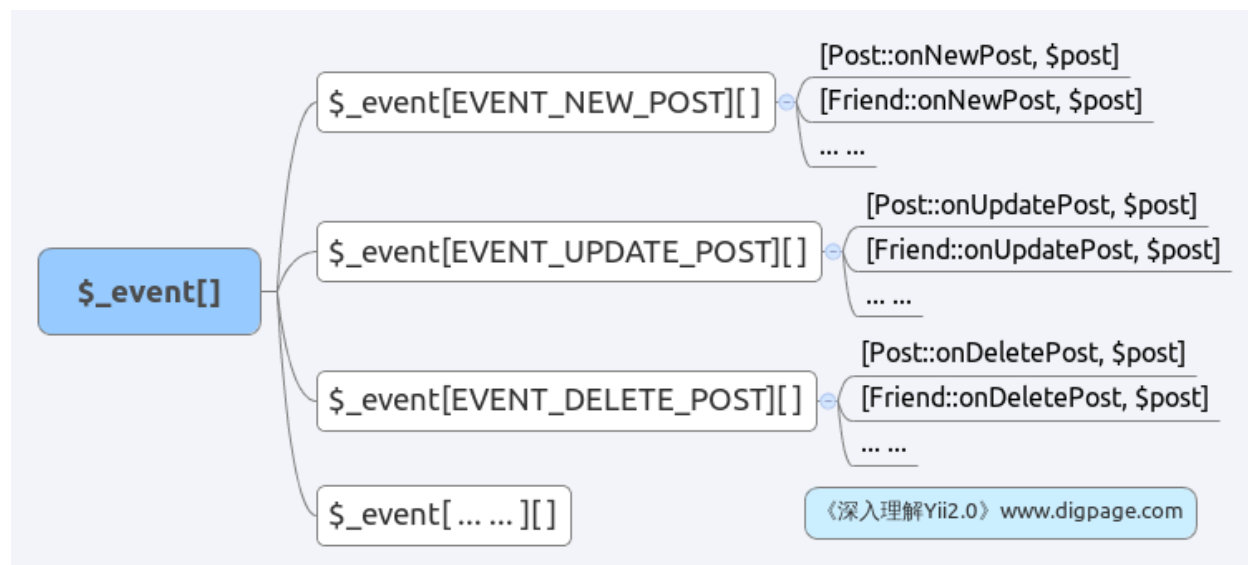 $_event[]
$_event[EVENT_NEW_POST][ ]
[Post::onNewPost, $post]
[Friend::onNewPost, $post]
... ...
$_event[EVENT_UPDATE_POST][ ]
[Post::onUpdatePost, $post]
[Friend::onUpdatePost, $post]
... ...
$_event[EVENT_DELETE_POST][ ]
[Post::onDeletePost, $post]
[Friend::onDeletePost, $post]
... ...
$_event[ ... ... ][ ]
《深入理解Yii2.0》www.digpage.com